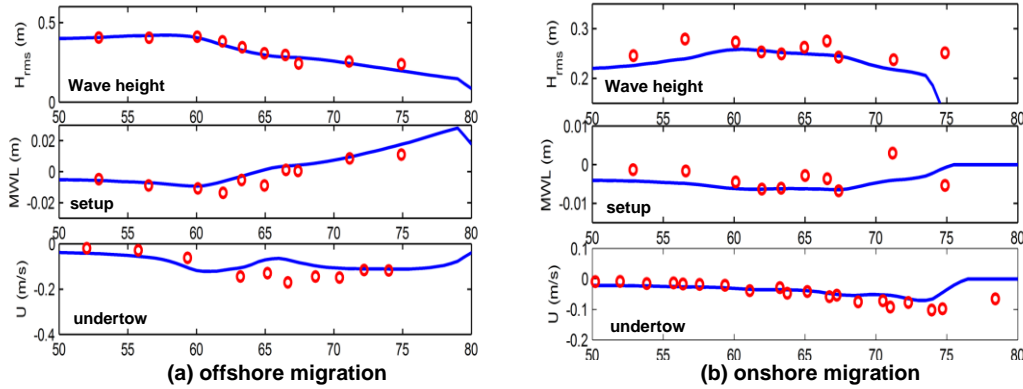 0.5
0
H_rms (m)
Wave height
50 55 60 65 70 75 80
0.02
0
-0.02
MWL (m)
setup
50 55 60 65 70 75 80
0
-0.2
-0.4
U (m/s)
undertow
50 55 60 65 70 75 80
(a) offshore migration
0.3
0.2
H_rms (m)
Wave height
50 55 60 65 70 75 80
0.01
0
-0.01
MWL (m)
setup
50 55 60 65 70 75 80
0.1
0
-0.1
-0.2
U (m/s)
undertow
50 55 60 65 70 75 80
(b) onshore migration